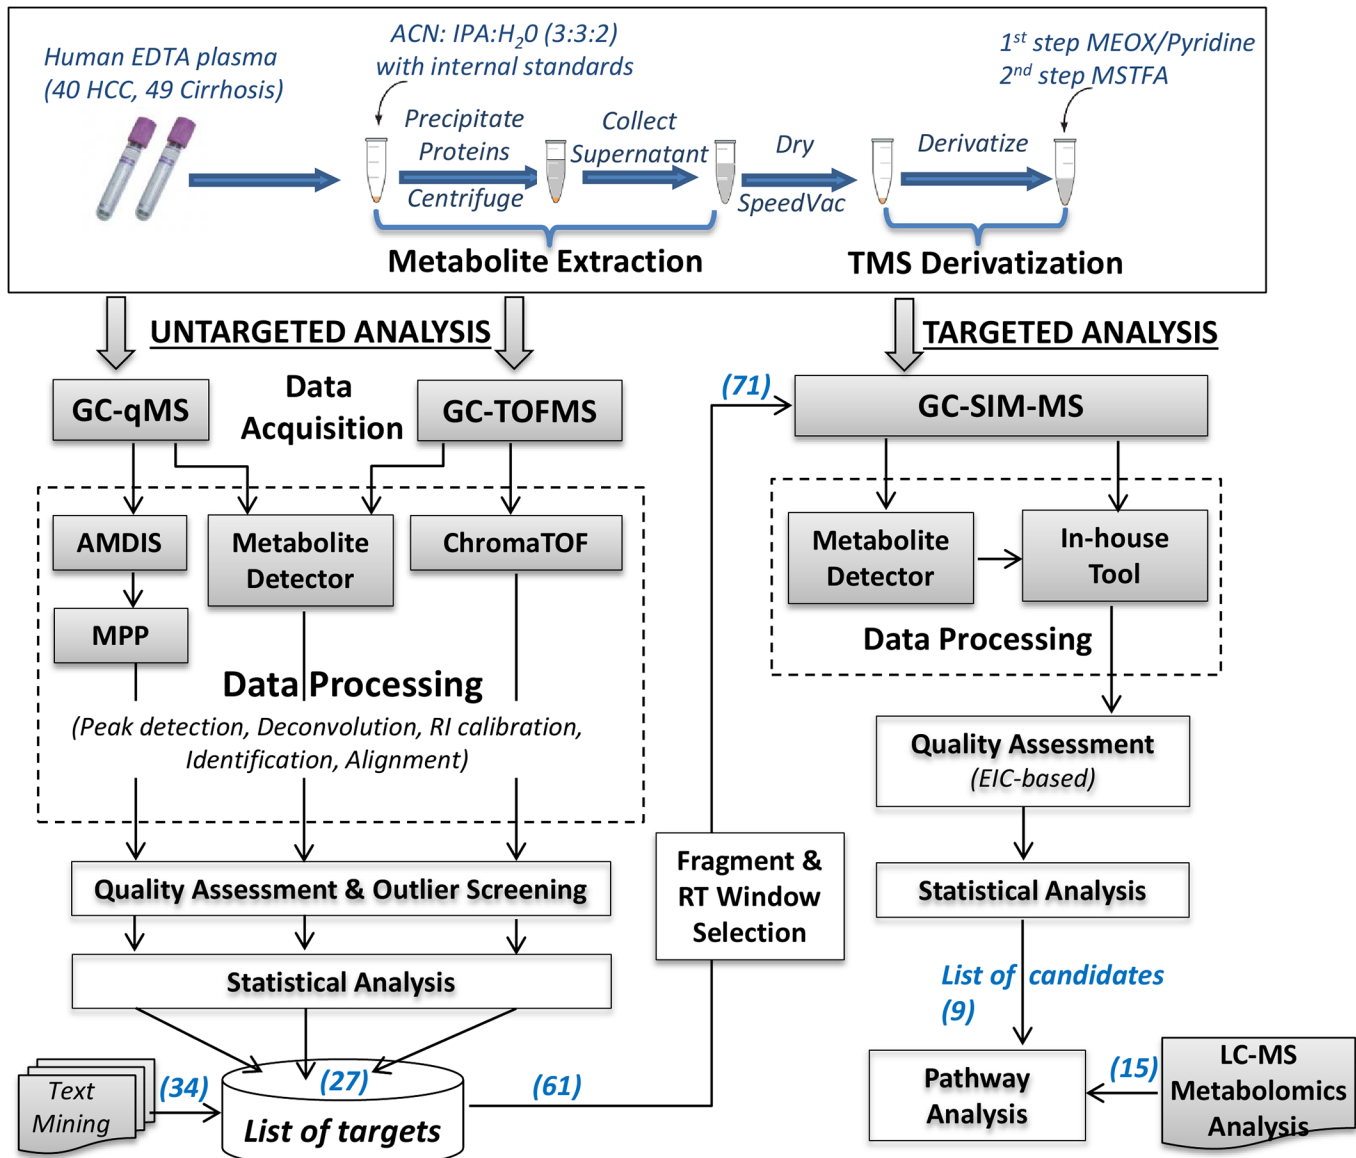 Human EDTA plasma
(40 HCC, 49 Cirrhosis)
ACN: IPA:H20 (3:3:2)
with internal standards
1st step MEOX/Pyridine
2nd step MSTFA
Precipitate
Proteins
Centrifuge
Collect
Supernatant
Dry
SpeedVac
Derivatize
Metabolite Extraction
TMS Derivatization
UNTARGETED ANALYSIS
TARGETED ANALYSIS
GC-qMS
Data
Acquisition
GC-TOFMS
(71)
GC-SIM-MS
AMDIS
MPP
Metabolite
Detector
ChromaTOF
Data Processing
(Peak detection, Deconvolution, RI calibration,
Identification, Alignment)
Metabolite
Detector
In-house
Tool
Data Processing
Quality Assessment & Outlier Screening
Statistical Analysis
Text
Mining
(34)
(27)
List of targets
(61)
Fragment &
RT Window
Selection
Quality Assessment
(EIC-based)
Statistical Analysis
List of candidates
(9)
Pathway
Analysis
(15)
LC-MS
Metabolomics
Analysis